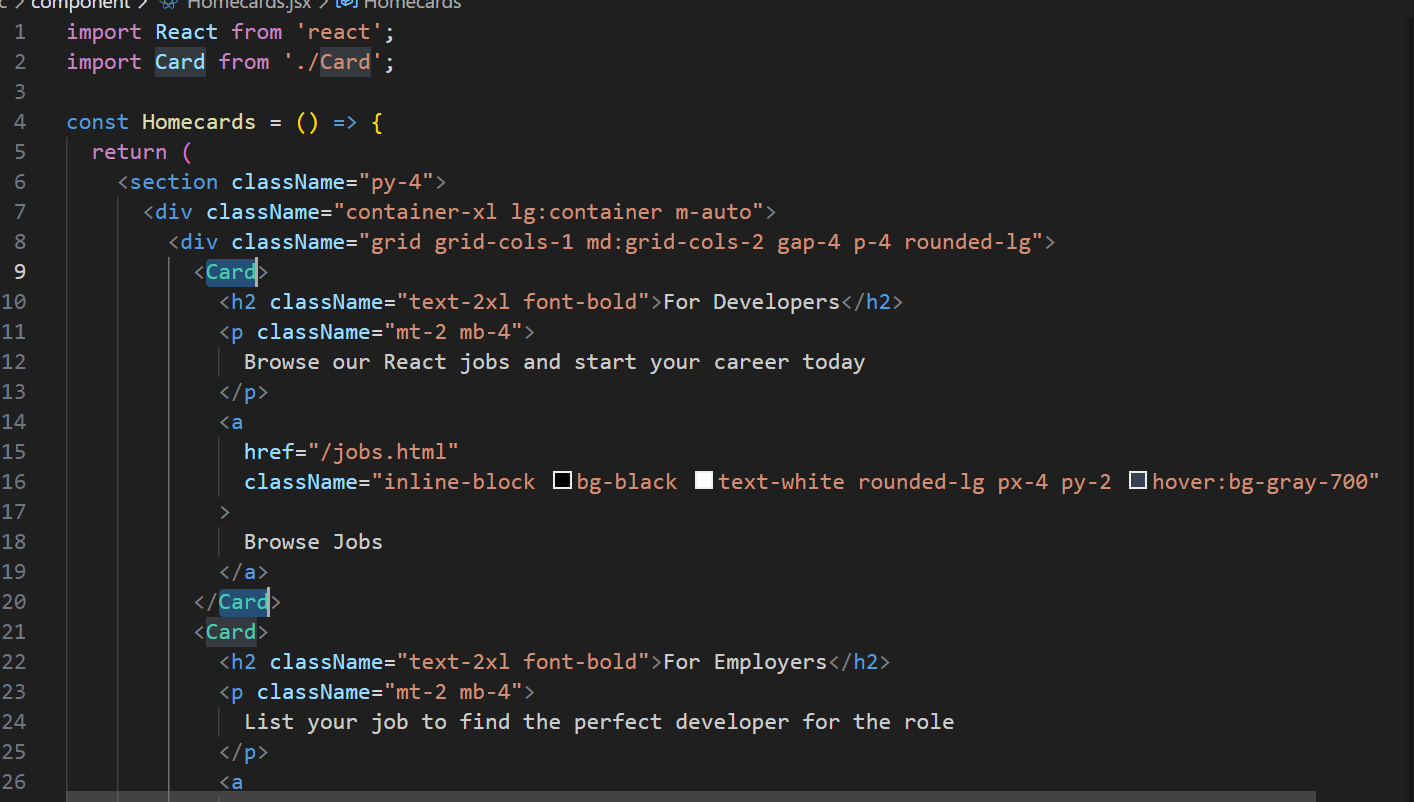 c > component > Homecards.jsx > Homecards
1 import React from 'react';
2 import Card from './Card';
3
4 const Homecards = () => {
5 return (
6 <section className="py-4">
7 <div className="container-xl lg:container m-auto">
8 <div className="grid grid-cols-1 md:grid-cols-2 gap-4 p-4 rounded-lg">
9 <Card>
10 <h2 className="text-2xl font-bold">For Developers</h2>
11 <p className="mt-2 mb-4">
12 Browse our React jobs and start your career today
13 </p>
14 <a
15 href="/jobs.html"
16 className="inline-block bg-black text-white rounded-lg px-4 py-2 hover:bg-gray-700"
17 >
18 Browse Jobs
19 </a>
20 </Card>
21 <Card>
22 <h2 className="text-2xl font-bold">For Employers</h2>
23 <p className="mt-2 mb-4">
24 List your job to find the perfect developer for the role
25 </p>
26 <a